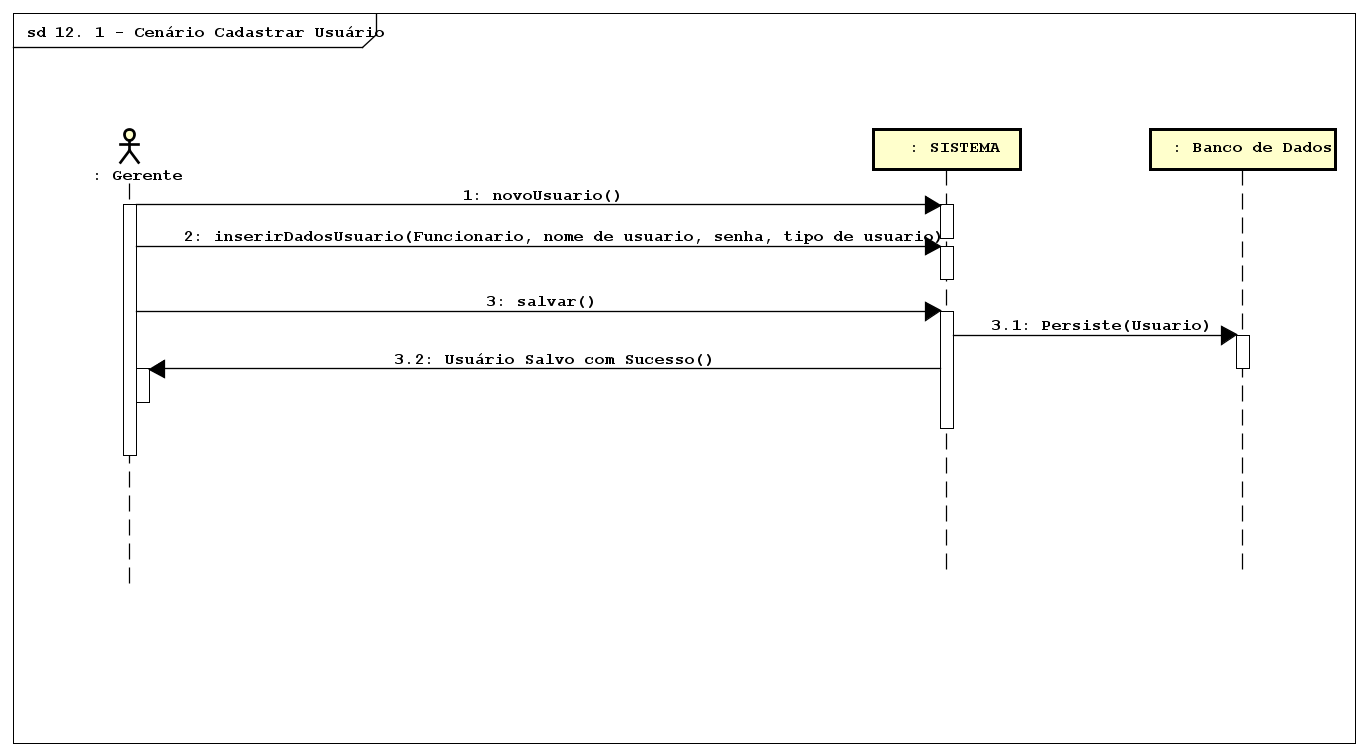 sd 12. 1 - Cenário Cadastrar Usuário
: Gerente
: SISTEMA
: Banco de Dados
1: novoUsuario()
2: inserirDadosUsuario(Funcionario, nome de usuario, senha, tipo de usuario)
3: salvar()
3.1: Persiste(Usuario)
3.2: Usuário Salvo com Sucesso()